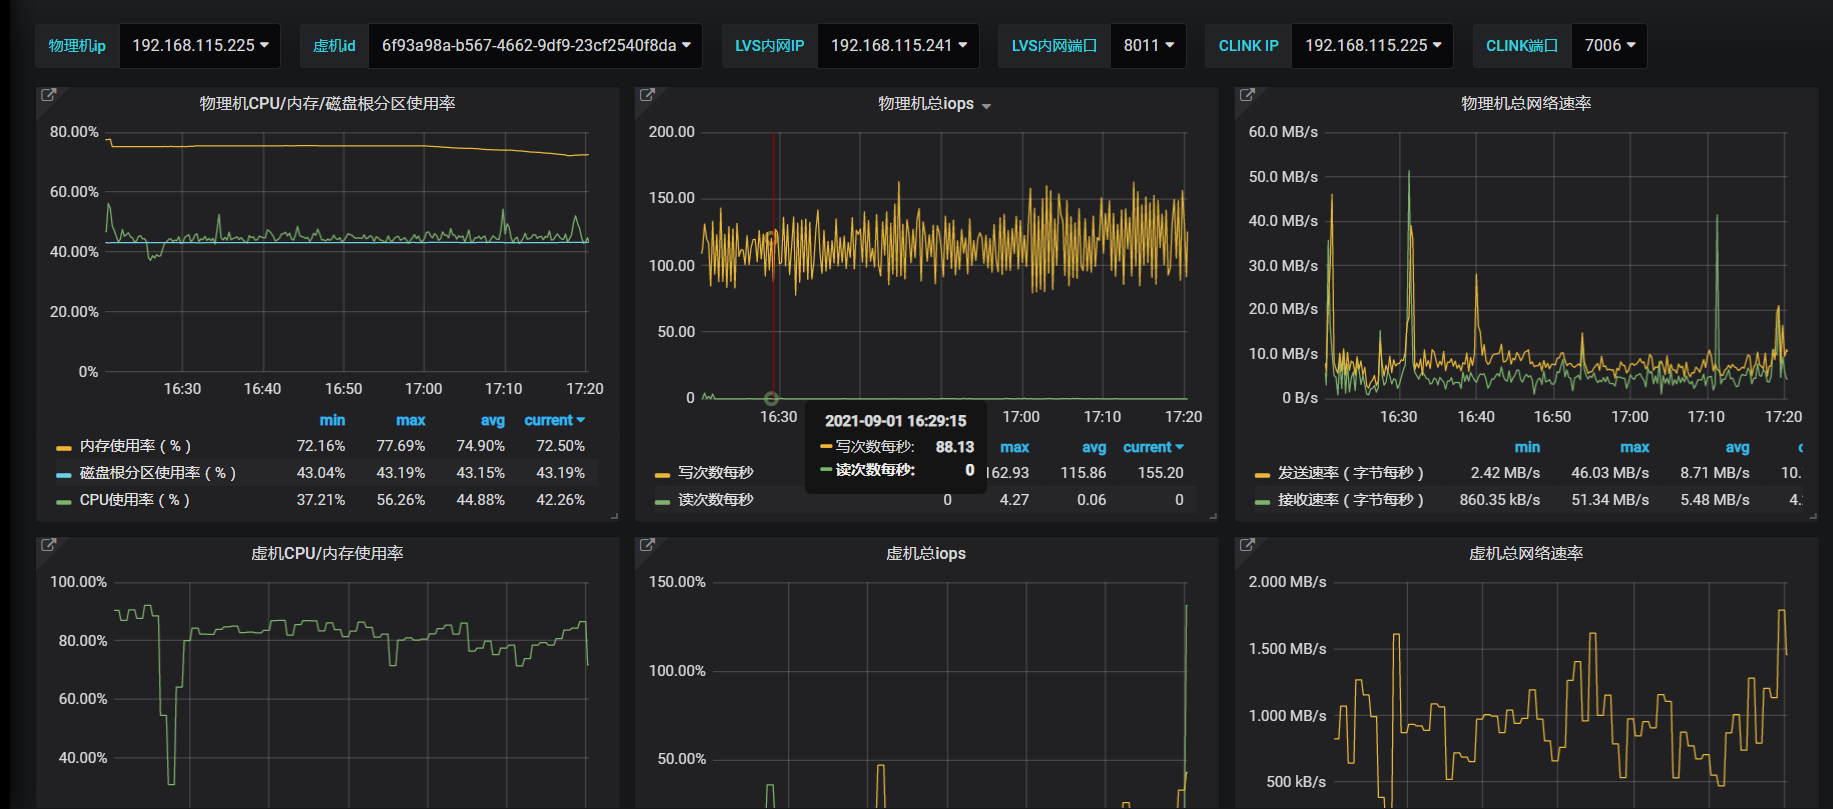 物理机ip 192.168.115.225 虚机id 6f93a98a-b567-4662-9df9-23cf2540f8da LVS内网IP 192.168.115.241 LVS内网端口 8011 CLINK IP 192.168.115.225 CLINK端口 7006
物理机CPU/内存/磁盘根分区使用率
80.00%
60.00%
40.00%
20.00%
0%
16:30 16:40 16:50 17:00 17:10 17:20
min max avg current
内存使用率（%） 72.16% 77.69% 74.90% 72.50%
磁盘根分区使用率（%） 43.04% 43.19% 43.15% 43.19%
CPU使用率（%） 37.21% 56.26% 44.88% 42.26%
物理机总iops
200.00
150.00
100.00
50.00
0
16:30 17:00 17:10 17:20
2021-09-01 16:29:15
写次数每秒: 88.13
读次数每秒: 0
max avg current
写次数每秒 162.93 115.86 155.20
读次数每秒 0 4.27 0.06 0
物理机总网络速率
60.0 MB/s
50.0 MB/s
40.0 MB/s
30.0 MB/s
20.0 MB/s
10.0 MB/s
0 B/s
16:30 16:40 16:50 17:00 17:10 17:20
min max avg c
发送速率（字节每秒） 2.42 MB/s 46.03 MB/s 8.71 MB/s 10.
接收速率（字节每秒） 860.35 kB/s 51.34 MB/s 5.48 MB/s 4.
虚机CPU/内存使用率
100.00%
80.00%
60.00%
40.00%
虚机总iops
150.00%
100.00%
50.00%
虚机总网络速率
2.000 MB/s
1.500 MB/s
1.000 MB/s
500 kB/s